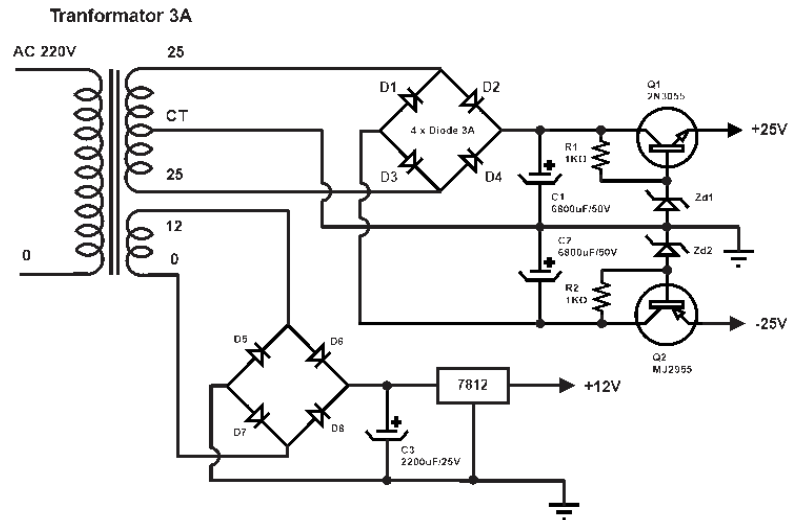 Tranformator 3A
AC 220V
25
CT
25
12
0
0
D1
D2
4 x Diode 3A
D3
D4
R1
1KΩ
C1
6800uF/50V
Q1
2N3055
+25V
Zd1
C2
6800uF/50V
Zd2
R2
1KΩ
-25V
Q2
MJ2955
D5
D6
D7
D8
7812
+12V
C3
2200uF/25V